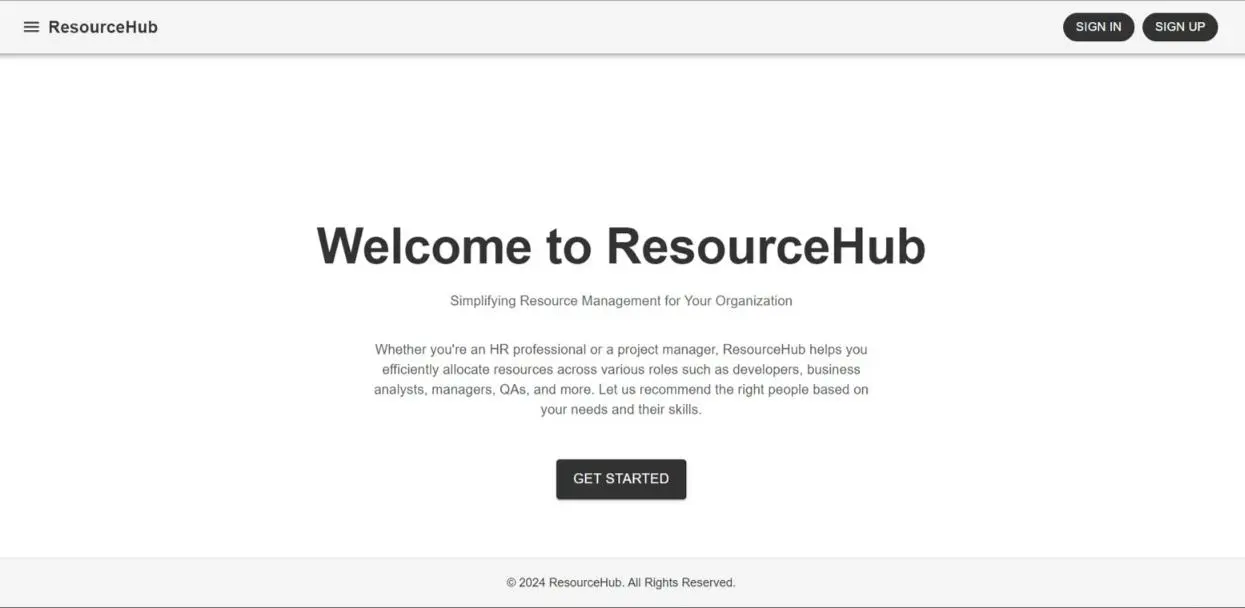 ResourceHub
SIGN IN
SIGN UP
Welcome to ResourceHub
Simplifying Resource Management for Your Organization
Whether you're an HR professional or a project manager, ResourceHub helps you
efficiently allocate resources across various roles such as developers, business
analysts, managers, QAs, and more. Let us recommend the right people based on
your needs and their skills.
GET STARTED
© 2024 ResourceHub. All Rights Reserved.